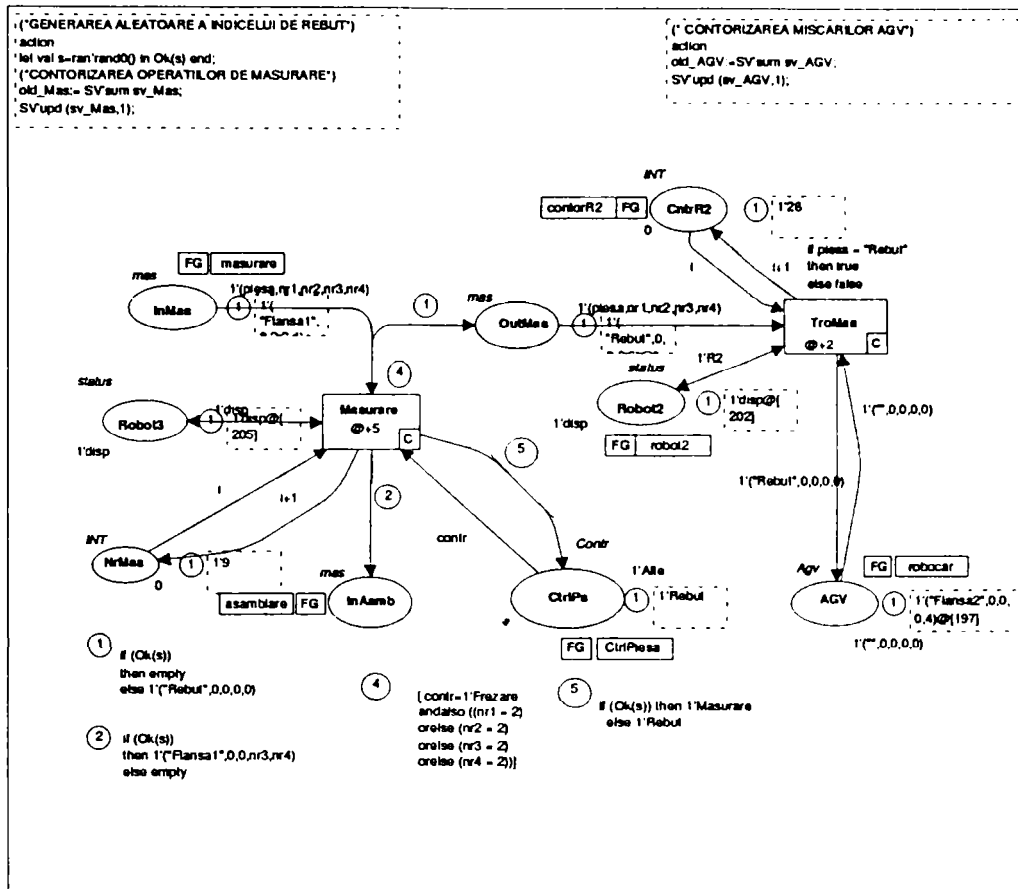 ("GENERAREA ALEATOARE A INDICELUI DE REBUT")
action
let val s=ran'rand0() in Ok(s) end;
("CONTORIZAREA OPERATIILOR DE MASURARE")
old_Mas:= SV'sum sv_Mas;
SV'upd (sv_Mas,1);
(" CONTORIZAREA MISCARILOR AGV")
action
old_AGV:=SV'sum sv_AGV;
SV'upd (sv_AGV,1);
INT
contorR2 FG CntrR2 1 1'26
0
i
i+1
if piesa = "Rebut"
then true
else false
FG masurare
mas
InMas
1'(piesa,nr1,nr2,nr3,nr4)
1 1'(
"Flansa1",
1
mas
OutMas
1'(piesa,nr1,nr2,nr3,nr4)
1 1'(
"Rebut",0,
TroMas
@+2
C
4
1'R2
status
Robot2
1 1'disp@[
202]
1'disp
FG robot2
status
Robot3
1'disp
1 1'disp@[
205]
1'disp
Masurare
@+5
C
5
1'("",0,0,0,0)
1'("Rebut",0,0,0,0)
i
i+1
2
contr
INT
NrMas
0
1 1'9
mas
asamblare FG InAsmb
Contr
1'Alte
CtrlPs
1 1'Rebut
FG CtrlPiesa
FG robocar
Agv
AGV
1 1'("Flansa2",0,0,
0,4)@[197]
1'("",0,0,0,0)
1 if (Ok(s))
then empty
else 1'("Rebut",0,0,0,0)
2 if (Ok(s))
then 1'("Flansa1",0,0,nr3,nr4)
else empty
4 [ contr=1'Frezare
andalso ((nr1 = 2)
orelse (nr2 = 2)
orelse (nr3 = 2)
orelse (nr4 = 2))]
5 if (Ok(s)) then 1'Masurare
else 1'Rebut